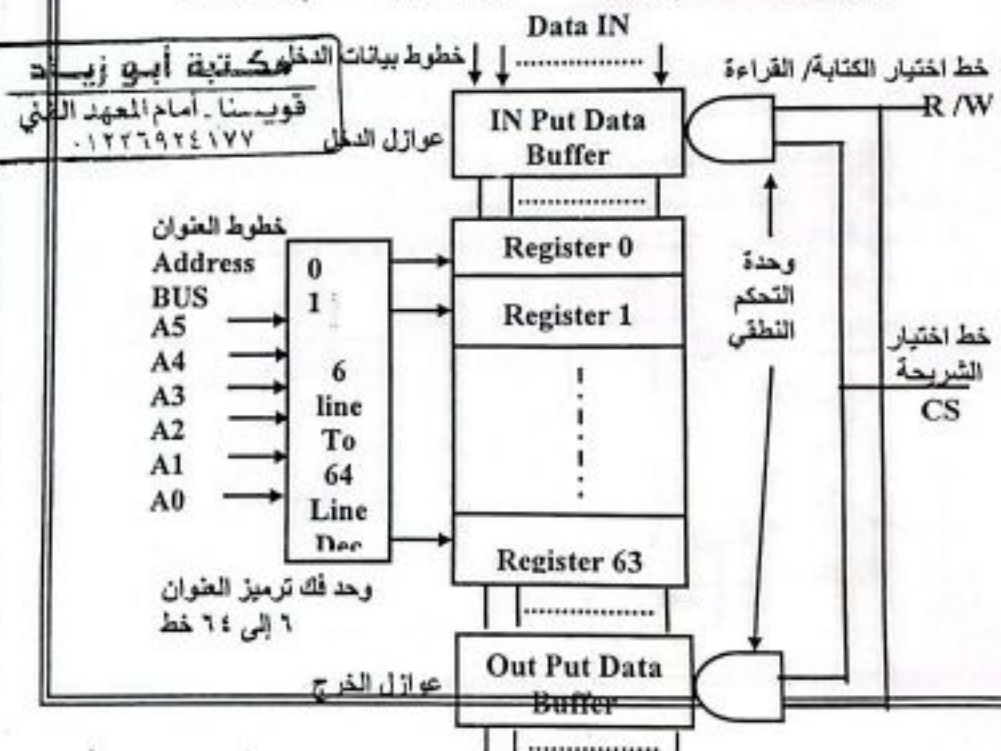 Data IN
خطوط بيانات الدخل
مكتبة أبو زيــاد
قويسنا - أمام المعهد الفني
٠١٢٢٦٩٢٤١٧٧
خط اختيار الكتابة/ القراءة
R /W
عوازل الدخل
IN Put Data
Buffer
خطوط العنوان
Address
BUS
A5
A4
A3
A2
A1
A0
0
1
6
line
To
64
Line
Dec
Register 0
Register 1
Register 63
وحدة
التحكم
النطقي
خط اختيار
الشريحة
CS
وحد فك ترميز العنوان
٦ إلى ٦٤ خط
عوازل الخرج
Out Put Data
Buffer